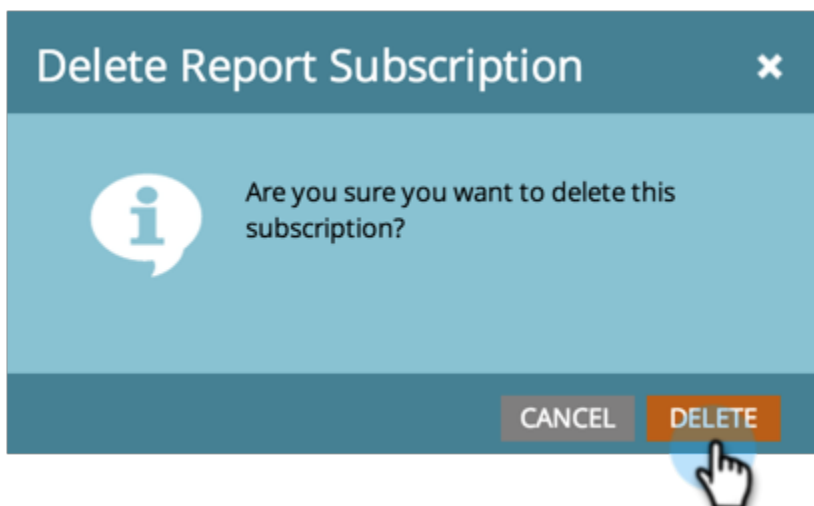 Delete Report Subscription
Are you sure you want to delete this
subscription?
CANCEL DELETE